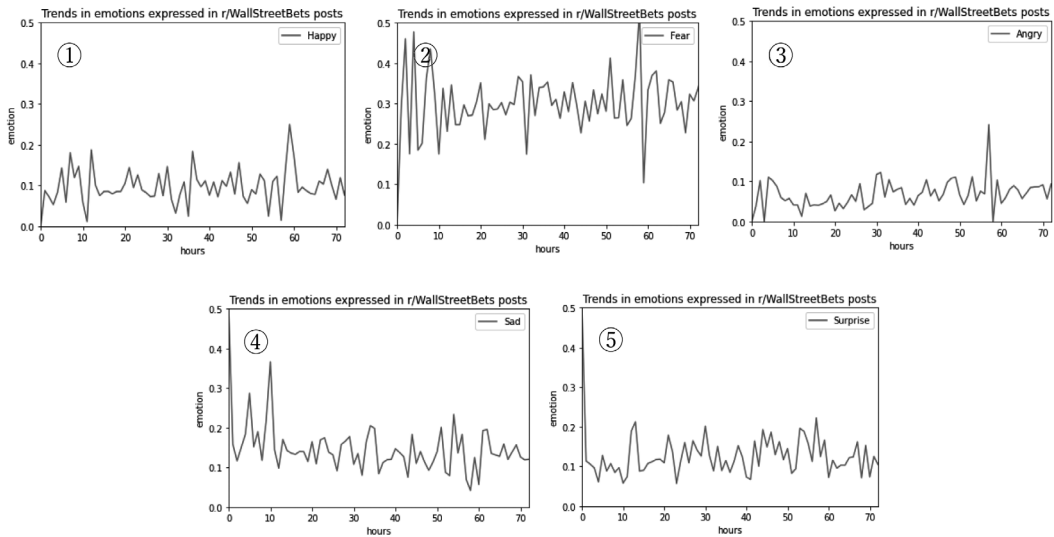 Trends in emotions expressed in r/WallStreetBets posts
Happy
①
emotion
0.5
0.4
0.3
0.2
0.1
0.0
0 10 20 30 40 50 60 70
hours
Trends in emotions expressed in r/WallStreetBets posts
Fear
②
emotion
0.5
0.4
0.3
0.2
0.1
0.0
0 10 20 30 40 50 60 70
hours
Trends in emotions expressed in r/WallStreetBets posts
Angry
③
emotion
0.5
0.4
0.3
0.2
0.1
0.0
0 10 20 30 40 50 60 70
hours
Trends in emotions expressed in r/WallStreetBets posts
Sad
④
emotion
0.5
0.4
0.3
0.2
0.1
0.0
0 10 20 30 40 50 60 70
hours
Trends in emotions expressed in r/WallStreetBets posts
Surprise
⑤
emotion
0.5
0.4
0.3
0.2
0.1
0.0
0 10 20 30 40 50 60 70
hours